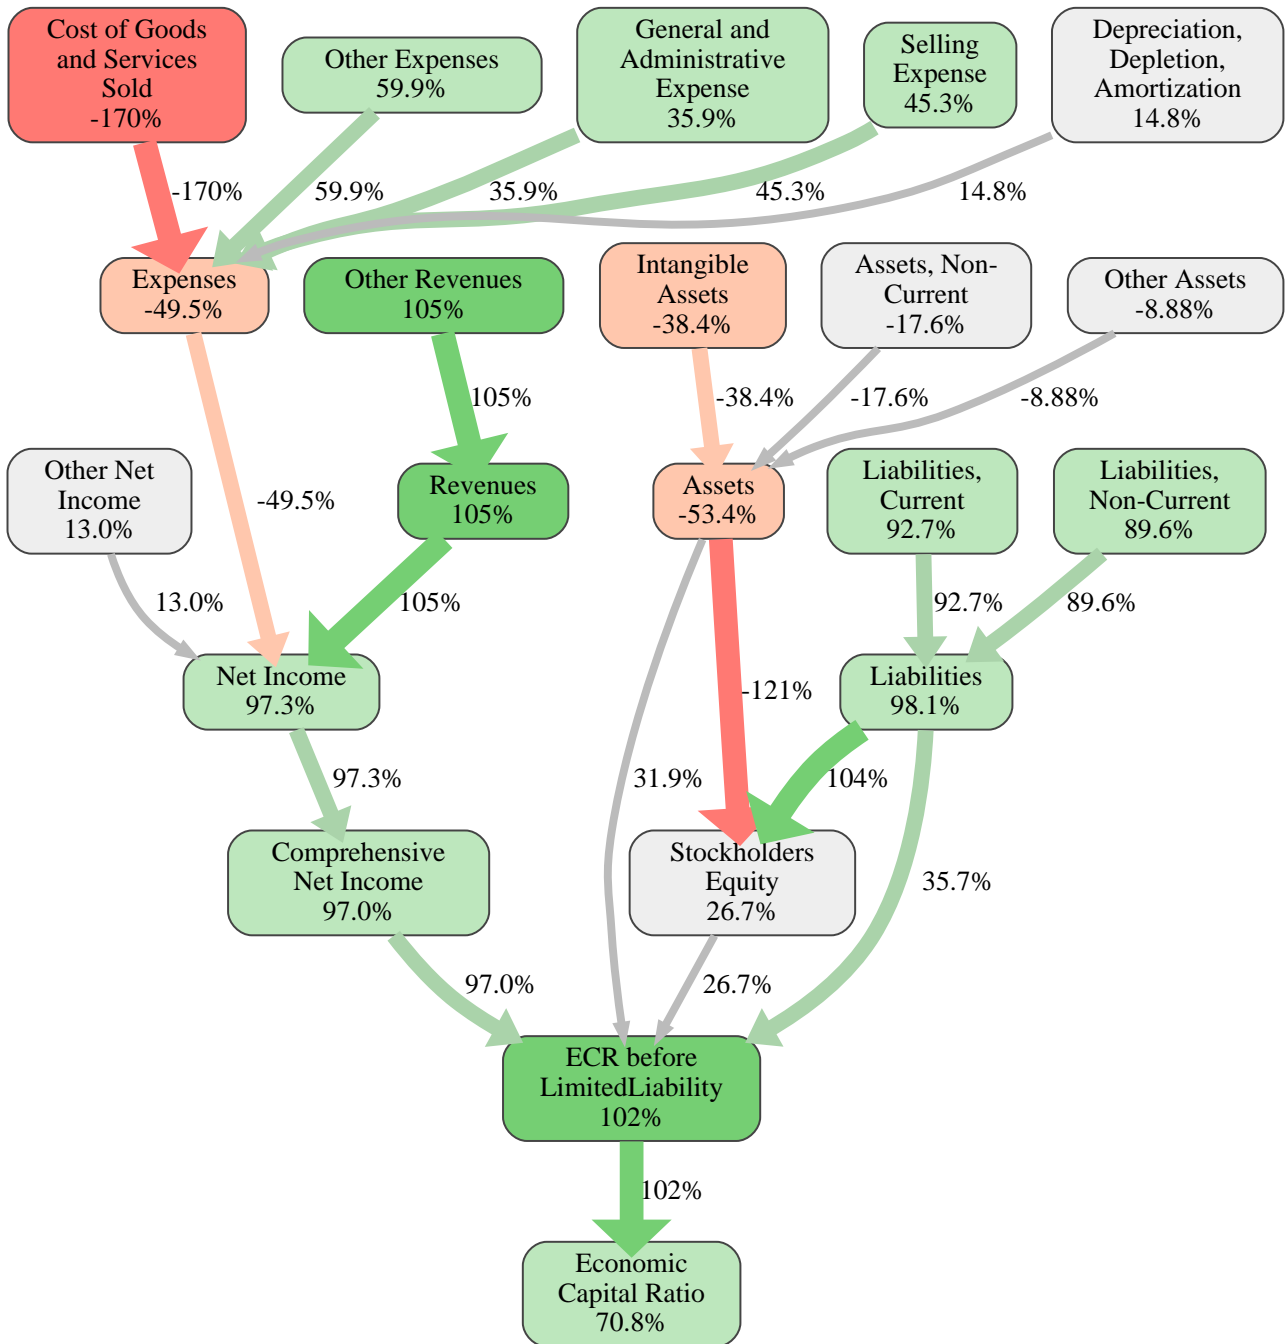 Cost of Goods
and Services
Sold
-170%
Other Expenses
59.9%
General and
Administrative
Expense
35.9%
Selling
Expense
45.3%
Depreciation,
Depletion,
Amortization
14.8%
-170%
59.9%
35.9%
45.3%
14.8%
Expenses
-49.5%
Other Revenues
105%
Intangible
Assets
-38.4%
Assets, Non-
Current
-17.6%
Other Assets
-8.88%
105%
-38.4%
-17.6%
-8.88%
Other Net
Income
13.0%
-49.5%
Revenues
105%
Assets
-53.4%
Liabilities,
Current
92.7%
Liabilities,
Non-Current
89.6%
13.0%
105%
92.7%
89.6%
Net Income
97.3%
-121%
Liabilities
98.1%
97.3%
31.9%
104%
Comprehensive
Net Income
97.0%
Stockholders
Equity
26.7%
35.7%
97.0%
26.7%
ECR before
LimitedLiability
102%
102%
Economic
Capital Ratio
70.8%